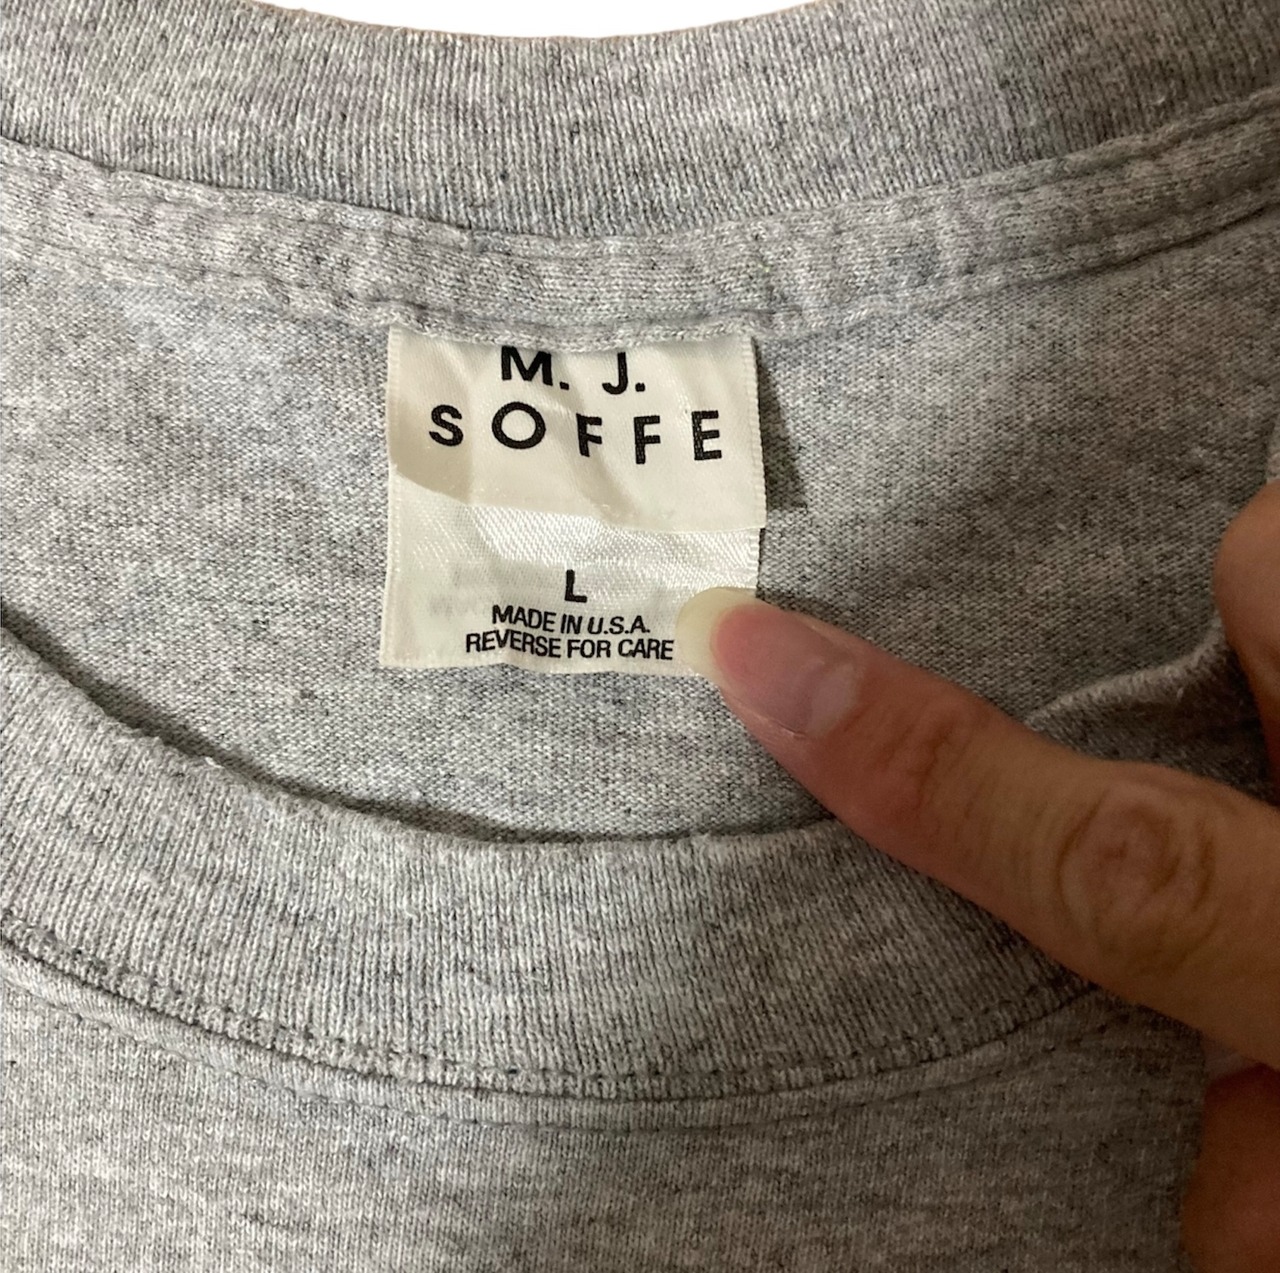 M. J.
SOFFE
L
MADE IN U.S.A.
REVERSE FOR CARE